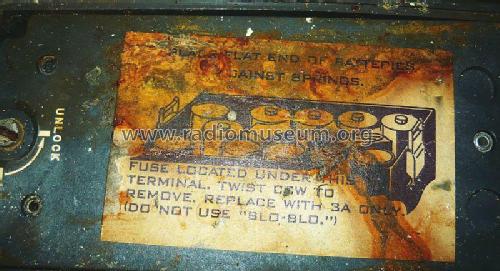 PLACE FLAT END OF BATTERIES
AGAINST SPRINGS.
UNLOCK
www.radiomuseum.org
FUSE LOCATED UNDER THIS
TERMINAL. TWIST CCW TO
REMOVE. REPLACE WITH 3A ONLY.
(DO NOT USE "SLO-BLO.")